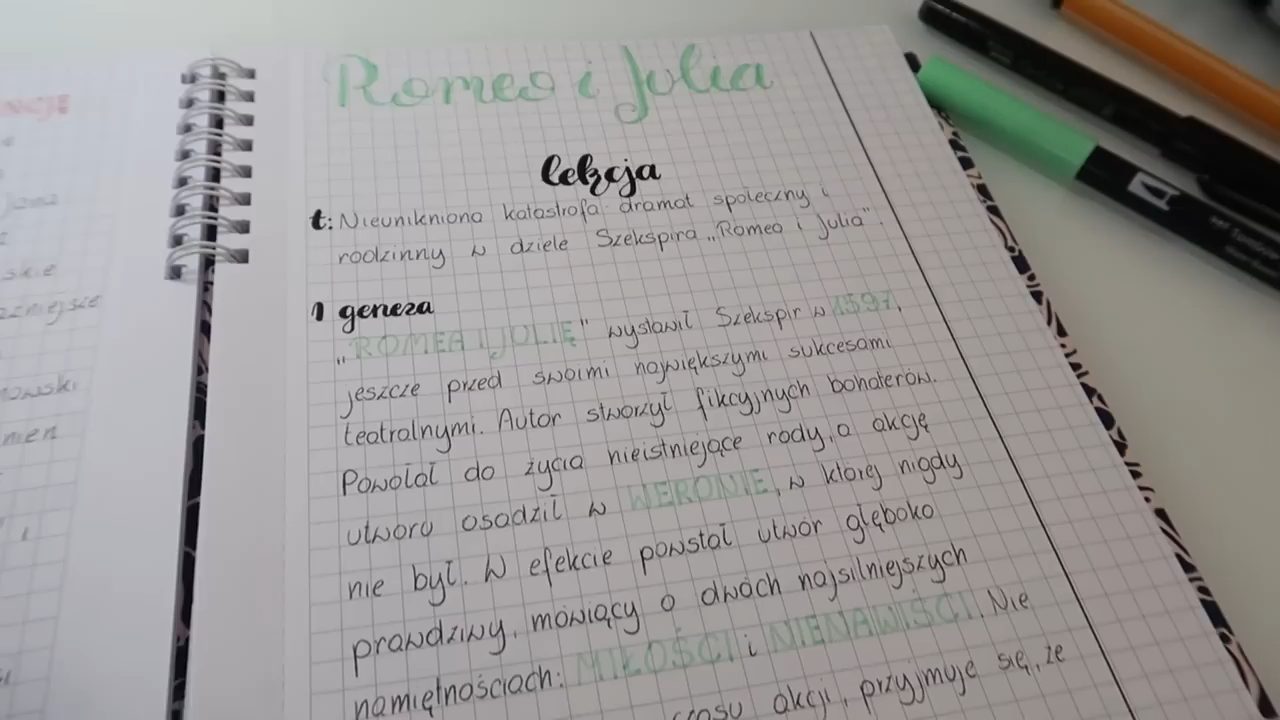 Romeo i Julia
lekcja
t: Nieunikniona katastrofa dramat społeczny i
rodzinny w dziele Szekspira „Romeo i Julia".
1 geneza
„ROMEA I JULIĘ" wystawił Szekspir w 1597,
jeszcze przed swoimi największymi sukcesami
teatralnymi. Autor stworzył fikcyjnych bohaterów.
Powołał do życia nieistniejące rody, a akcję
utworu osadził w WERONIE, w której nigdy
nie był. W efekcie powstał utwór głęboko
prawdziwy, mówiący o dwóch najsilniejszych
namiętnościach: MIŁOŚCI i NIENAWIŚCI. Nie
czasu akcji, przyjmuje się, że
skie